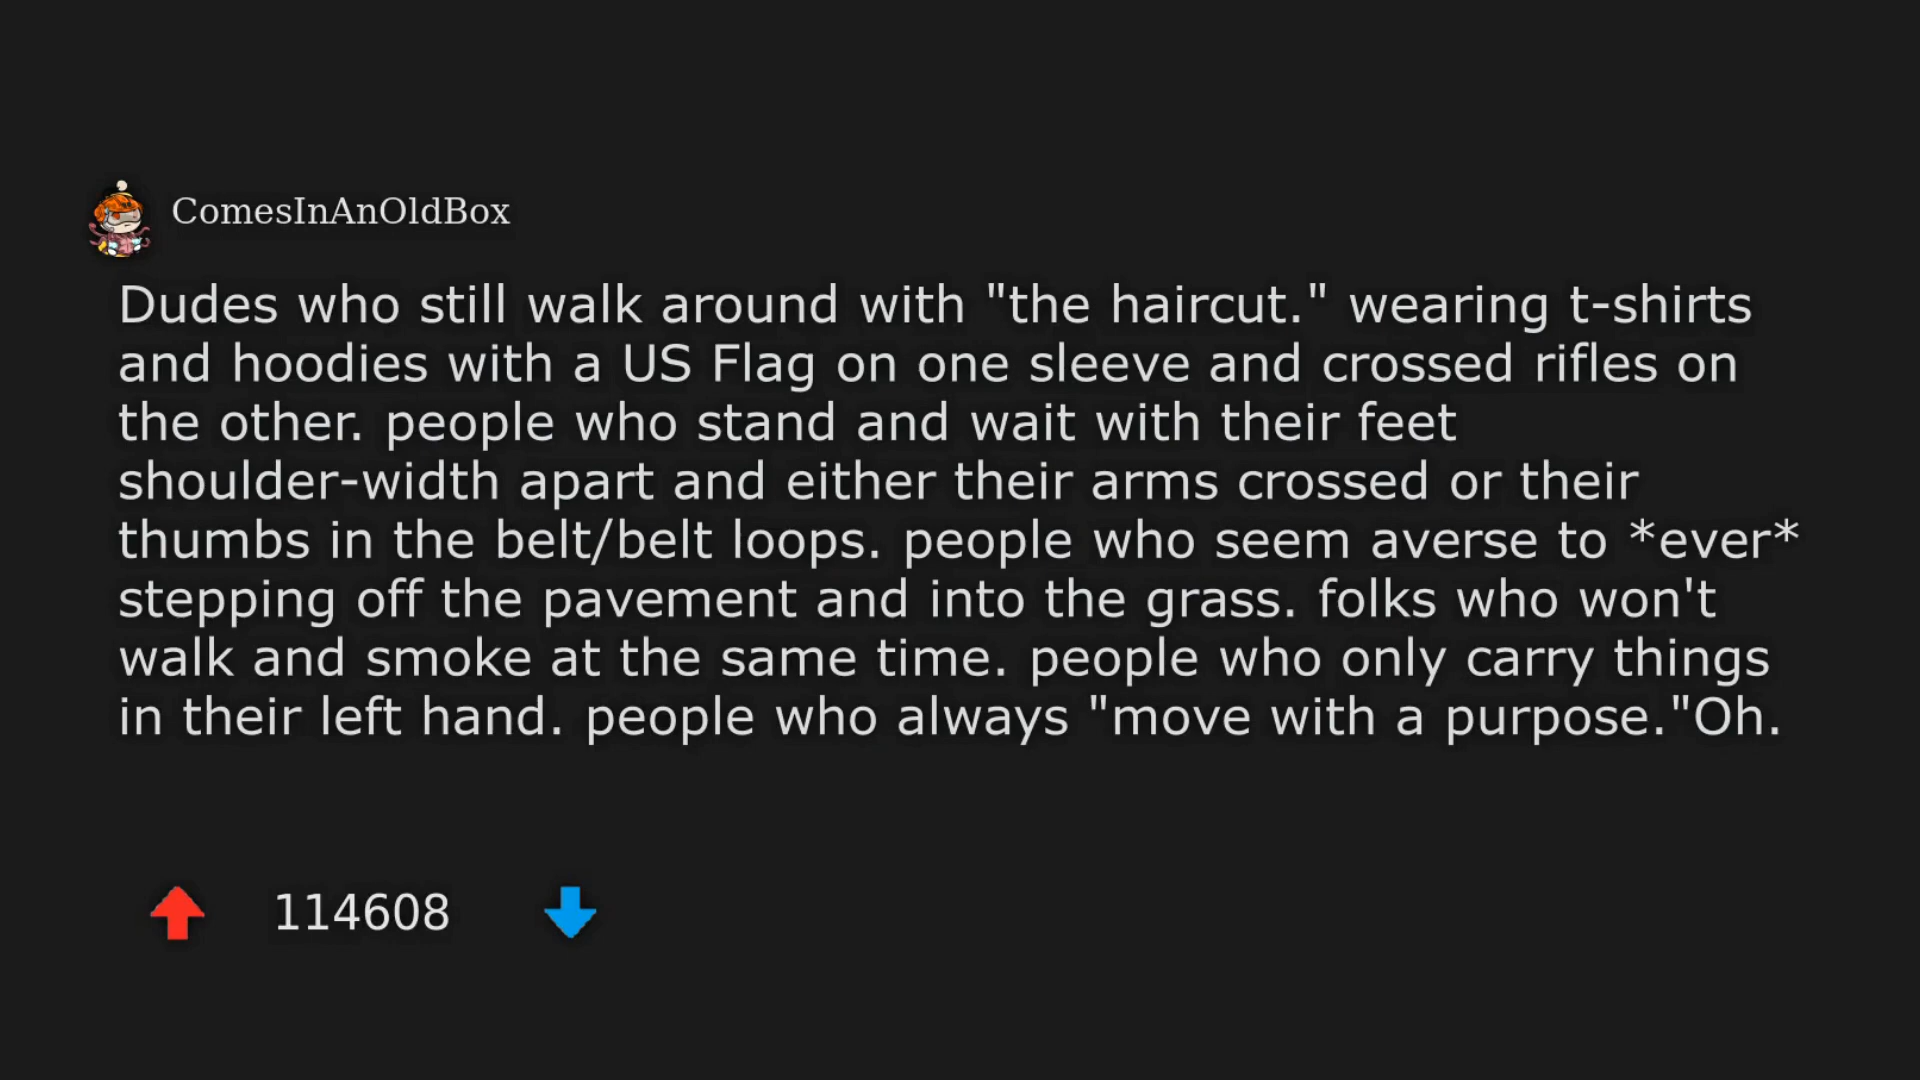 ComesInAnOldBox
Dudes who still walk around with "the haircut." wearing t-shirts
and hoodies with a US Flag on one sleeve and crossed rifles on
the other. people who stand and wait with their feet
shoulder-width apart and either their arms crossed or their
thumbs in the belt/belt loops. people who seem averse to *ever*
stepping off the pavement and into the grass. folks who won't
walk and smoke at the same time. people who only carry things
in their left hand. people who always "move with a purpose."Oh.
114608